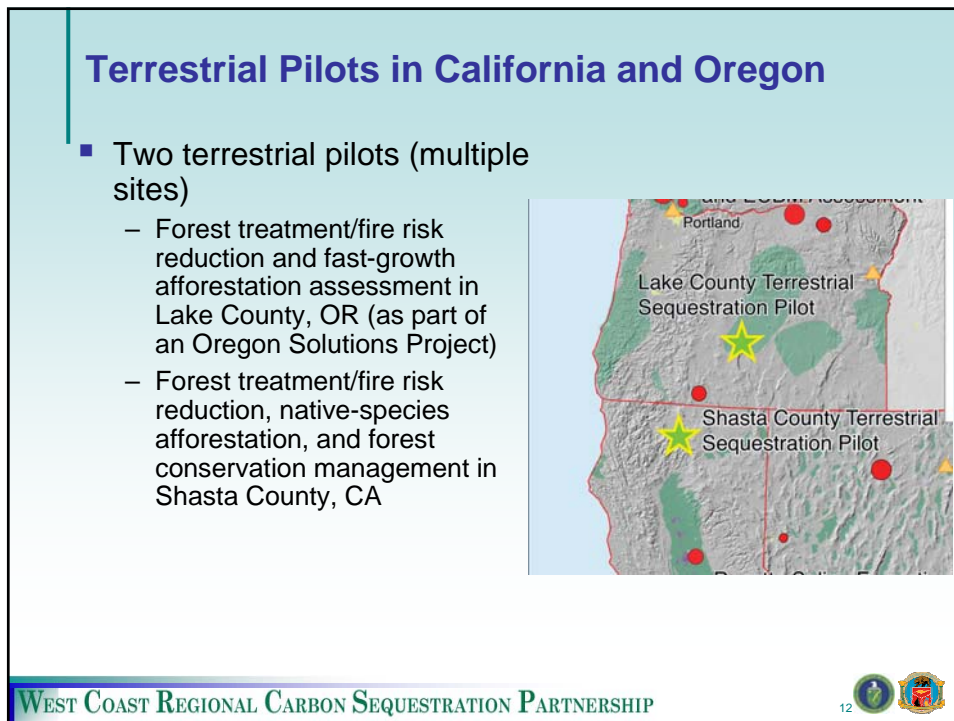 Terrestrial Pilots in California and Oregon
▪ Two terrestrial pilots (multiple
sites)
– Forest treatment/fire risk
reduction and fast-growth
afforestation assessment in
Lake County, OR (as part of
an Oregon Solutions Project)
– Forest treatment/fire risk
reduction, native-species
afforestation, and forest
conservation management in
Shasta County, CA
and ECBM Assessment
Portland
Lake County Terrestrial
Sequestration Pilot
Shasta County Terrestrial
Sequestration Pilot
WEST COAST REGIONAL CARBON SEQUESTRATION PARTNERSHIP
12